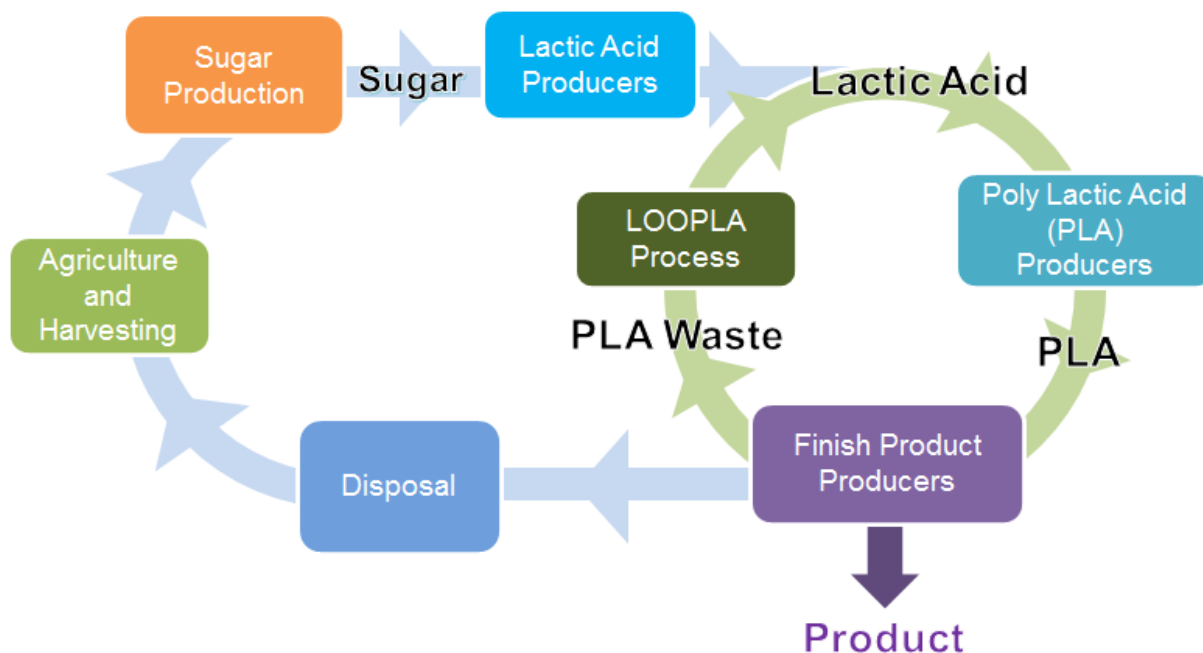 Sugar
Production
Sugar
Lactic Acid
Producers
Lactic Acid
Agriculture
and
Harvesting
LOOPLA
Process
Poly Lactic Acid
(PLA)
Producers
PLA Waste
PLA
Disposal
Finish Product
Producers
Product